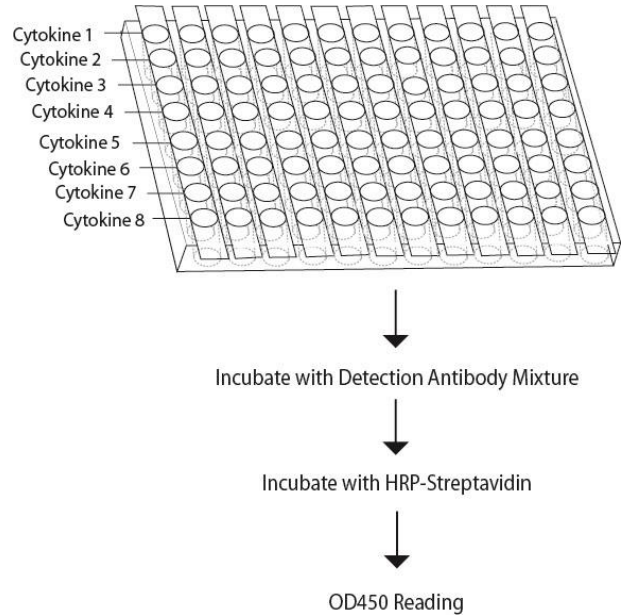 Cytokine 1
Cytokine 2
Cytokine 3
Cytokine 4
Cytokine 5
Cytokine 6
Cytokine 7
Cytokine 8
Incubate with Detection Antibody Mixture
Incubate with HRP-Streptavidin
OD450 Reading